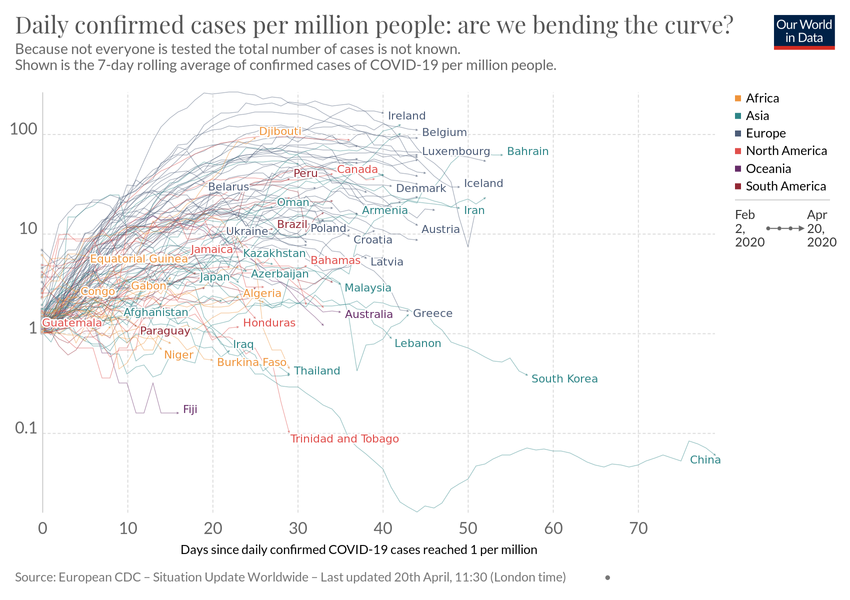 Daily confirmed cases per million people: are we bending the curve?
Because not everyone is tested the total number of cases is not known.
Shown is the 7-day rolling average of confirmed cases of COVID-19 per million people.
Our World
in Data
100
10
1
0.1
Ireland
Djibouti
Belgium
Luxembourg
Bahrain
Peru
Canada
Belarus
Denmark
Iceland
Oman
Armenia
Iran
Brazil
Ukraine
Poland
Austria
Croatia
Jamaica
Kazakhstan
Equatorial Guinea
Bahamas
Latvia
Japan
Azerbaijan
Congo
Gabon
Algeria
Malaysia
Afghanistan
Australia
Greece
Guatemala
Honduras
Paraguay
Iraq
Lebanon
Niger
Burkina Faso
Thailand
South Korea
Fiji
Trinidad and Tobago
China
0
10
20
30
40
50
60
70
Days since daily confirmed COVID-19 cases reached 1 per million
Africa
Asia
Europe
North America
Oceania
South America
Feb
2,
2020
Apr
20,
2020
Source: European CDC – Situation Update Worldwide – Last updated 20th April, 11:30 (London time)